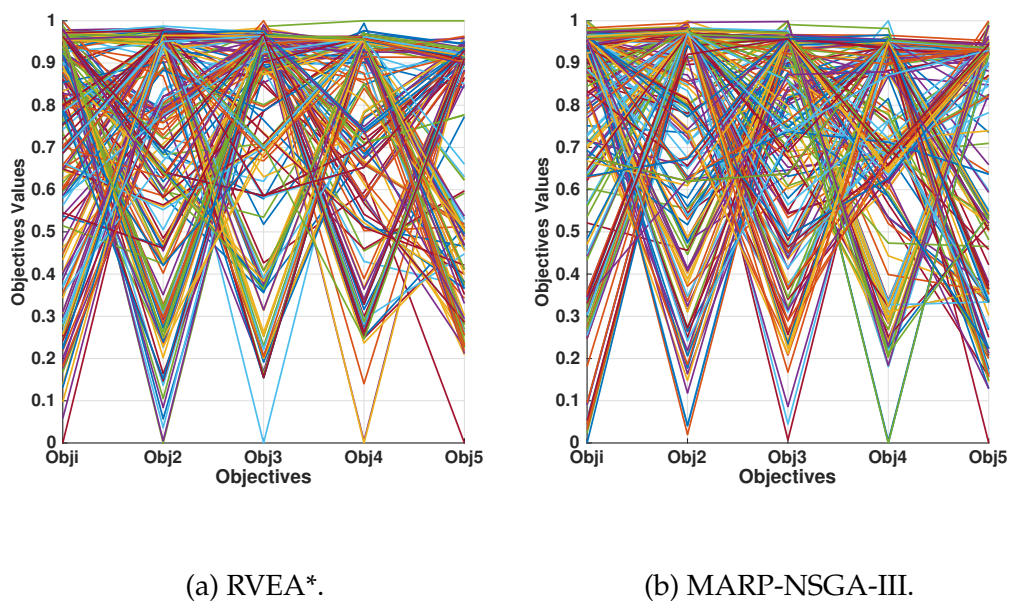 Objectives Values
1
0.9
0.8
0.7
0.6
0.5
0.4
0.3
0.2
0.1
0
Obji Obj2 Obj3 Obj4 Obj5
Objectives
(a) RVEA*.
Objectives Values
1
0.9
0.8
0.7
0.6
0.5
0.4
0.3
0.2
0.1
0
Obji Obj2 Obj3 Obj4 Obj5
Objectives
(b) MARP-NSGA-III.